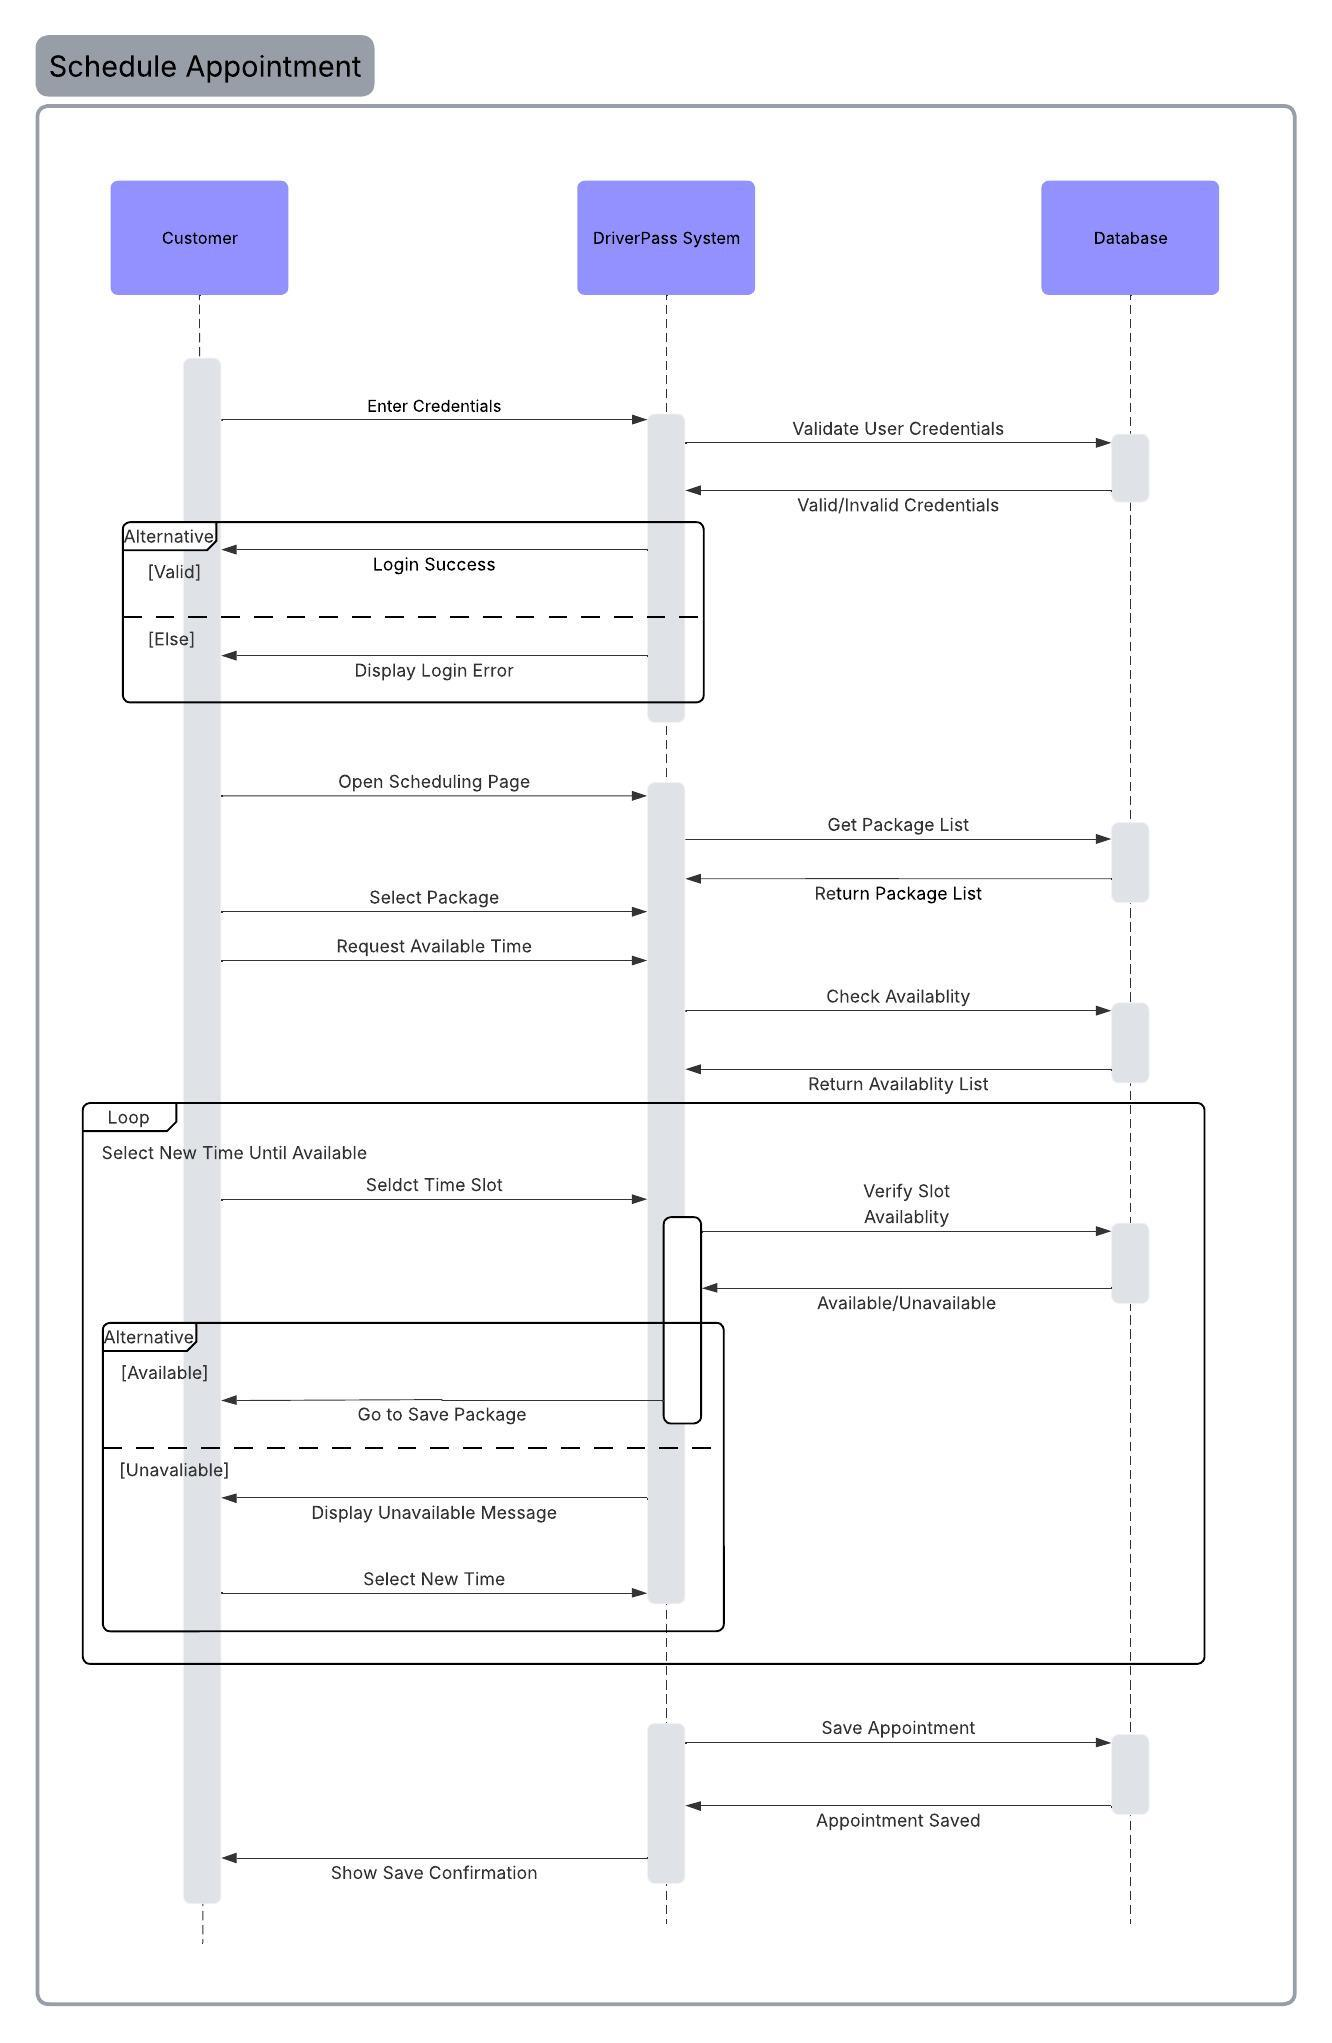 Schedule Appointment
Customer
DriverPass System
Database
Enter Credentials
Validate User Credentials
Valid/Invalid Credentials
Alternative
Login Success
[Valid]
[Else]
Display Login Error
Open Scheduling Page
Get Package List
Return Package List
Select Package
Request Available Time
Check Availablity
Return Availablity List
Loop
Select New Time Until Available
Seldct Time Slot
Verify Slot
Availablity
Available/Unavailable
Alternative
[Available]
Go to Save Package
[Unavaliable]
Display Unavailable Message
Select New Time
Save Appointment
Appointment Saved
Show Save Confirmation